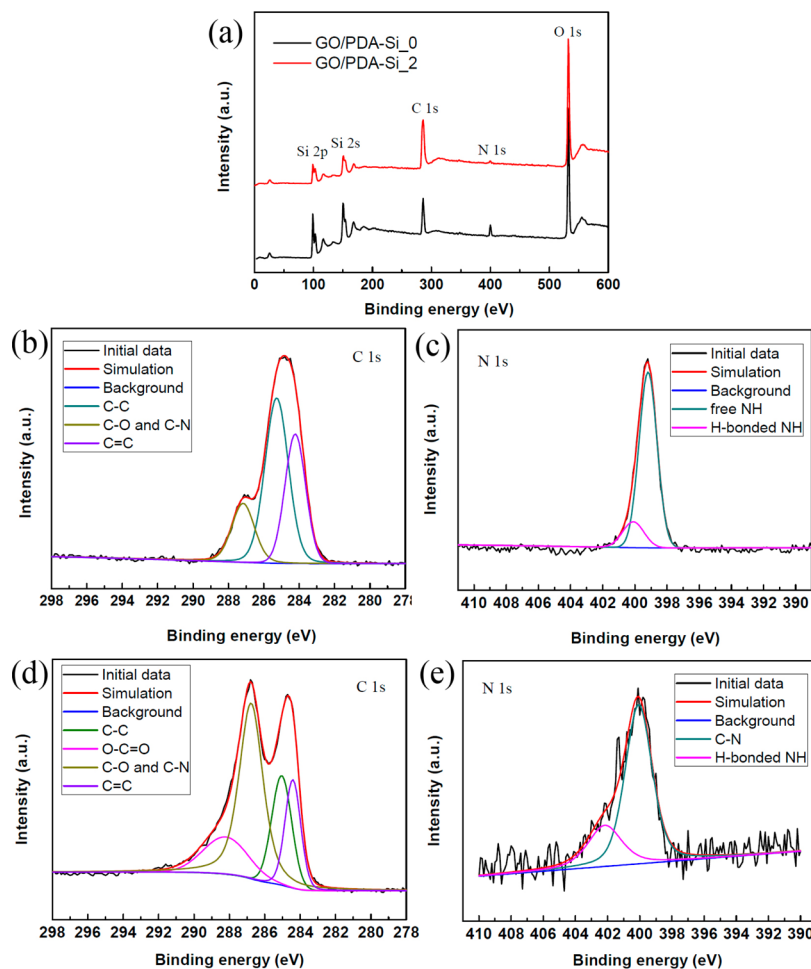 (a)
GO/PDA-Si_0
GO/PDA-Si_2
O 1s
C 1s
Si 2p
Si 2s
N 1s
Intensity (a.u.)
0 100 200 300 400 500 600
Binding energy (eV)
(b)
Initial data
Simulation
Background
C-C
C-O and C-N
C=C
C 1s
Intensity (a.u.)
298 296 294 292 290 288 286 284 282 280 278
Binding energy (eV)
(c)
N 1s
Initial data
Simulation
Background
free NH
H-bonded NH
Intensity (a.u.)
410 408 406 404 402 400 398 396 394 392 390
Binding energy (eV)
(d)
Initial data
Simulation
Background
C-C
O-C=O
C-O and C-N
C=C
C 1s
Intensity (a.u.)
298 296 294 292 290 288 286 284 282 280 278
Binding energy (eV)
(e)
N 1s
Initial data
Simulation
Background
C-N
H-bonded NH
Intensity (a.u.)
410 408 406 404 402 400 398 396 394 392 390
Binding energy (eV)